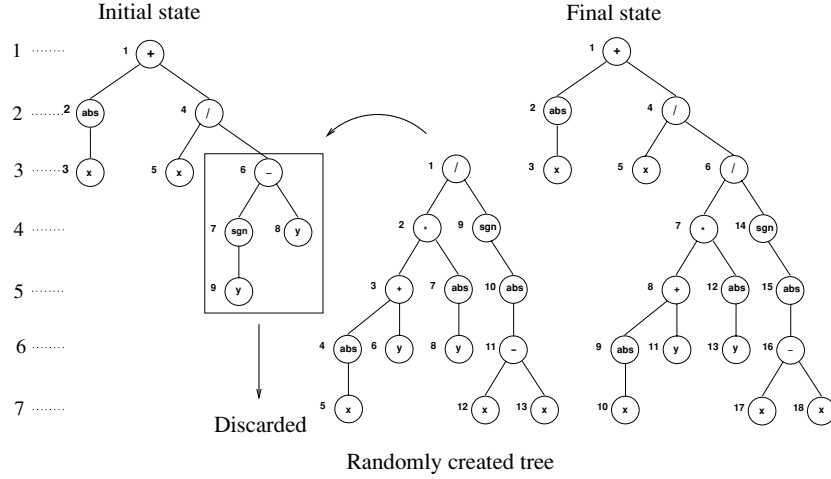 Initial state Final state
1 1 + 1 +
2 2 abs 4 / 2 abs 4 /
3 3 x 5 x 6 − 1 / 3 x 5 x 6 /
4 7 sgn 8 y 2 * 9 sgn 7 * 14 sgn
5 9 y 3 + 7 abs 10 abs 8 + 12 abs 15 abs
6 4 abs 6 y 8 y 11 − 9 abs 11 y 13 y 16 −
7 5 x 12 x 13 x 10 x 17 x 18 x
Discarded
Randomly created tree